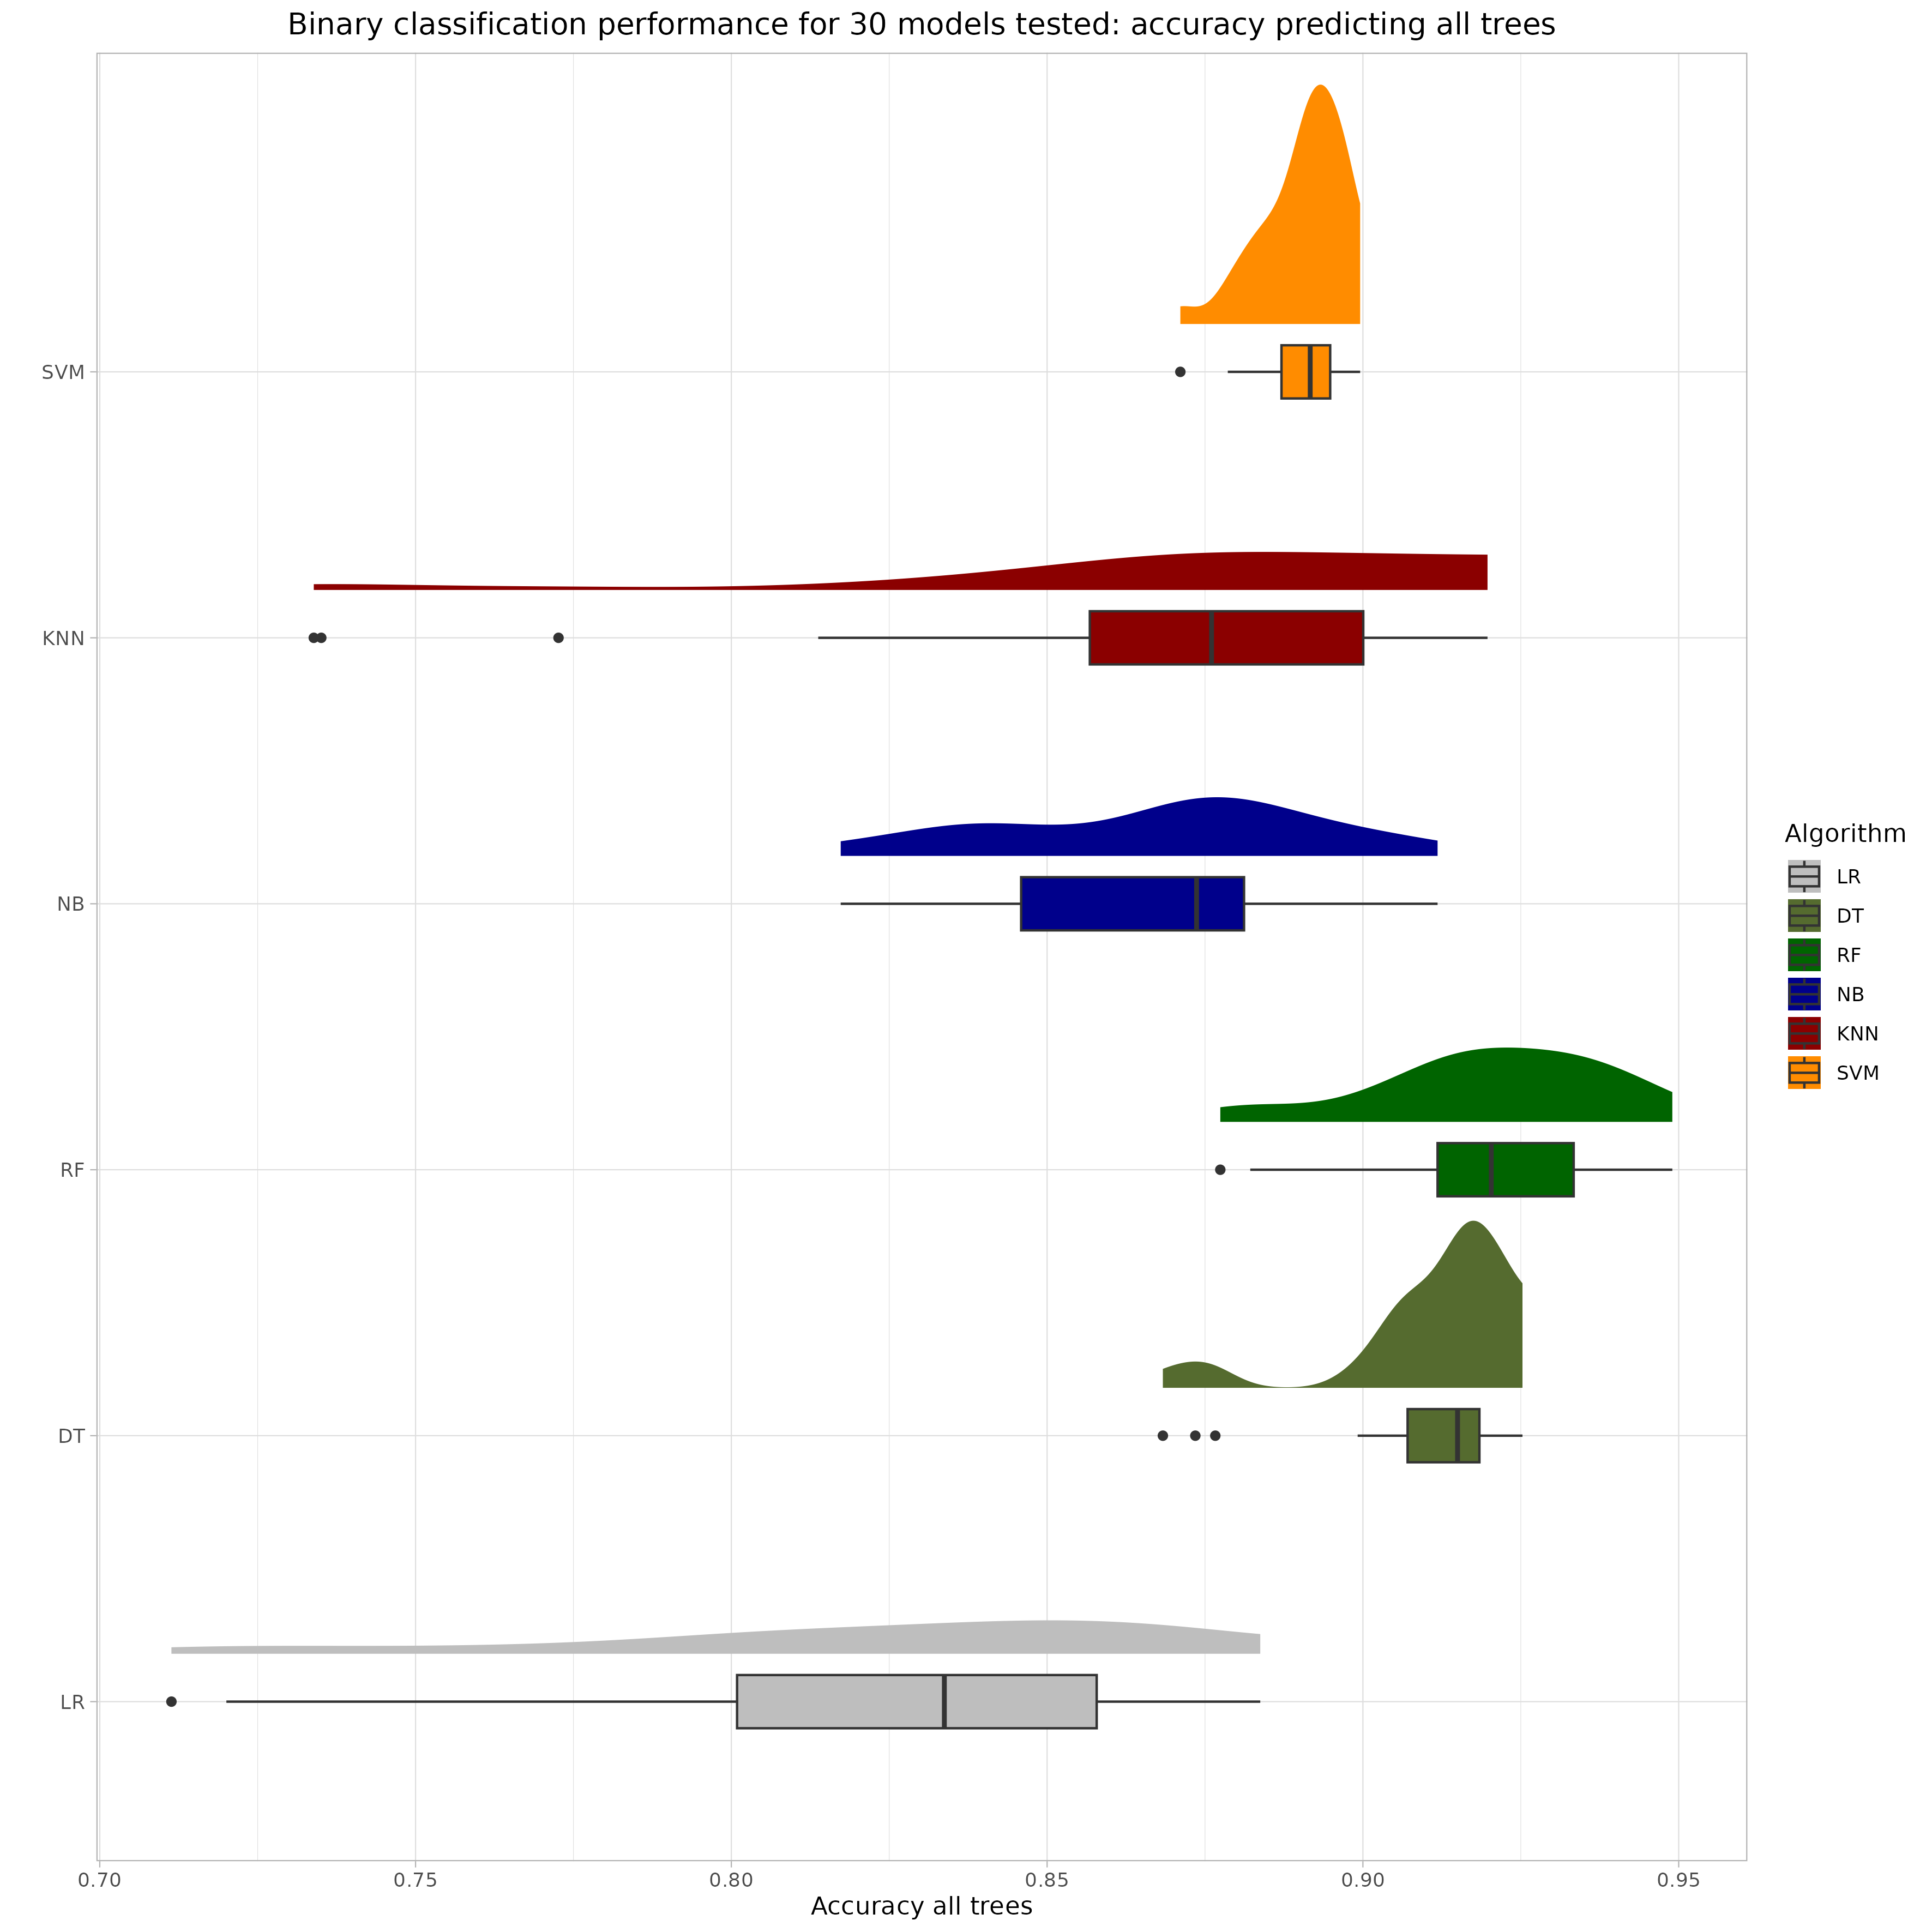 Binary classification performance for 30 models tested: accuracy predicting all trees
SVM
KNN
NB
RF
DT
LR
0.70 0.75 0.80 0.85 0.90 0.95
Accuracy all trees
Algorithm
LR
DT
RF
NB
KNN
SVM